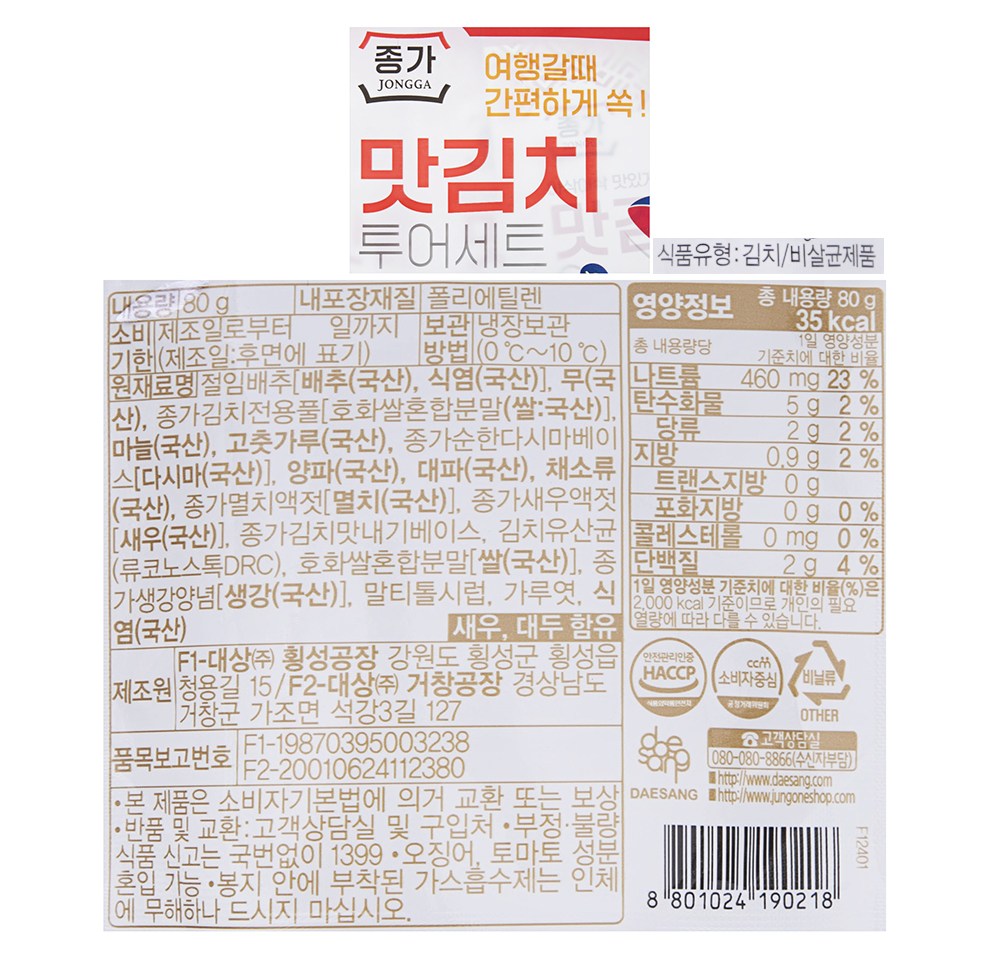 종가
JONGGA
여행갈때
간편하게 쏙!
맛김치
투어세트
식품유형:김치/비살균제품
내용량 80 g 내포장재질 폴리에틸렌
소비기한 제조일로부터 일까지
(제조일:후면에 표기)
보관방법 냉장보관
(0 ℃~10 ℃)
원재료명 절임배추[배추(국산), 식염(국산)], 무(국
산), 종가김치전용풀[호화쌀혼합분말(쌀:국산)],
마늘(국산), 고춧가루(국산), 종가순한다시마베이
스[다시마(국산)], 양파(국산), 대파(국산), 채소류
(국산), 종가멸치액젓[멸치(국산)], 종가새우액젓
[새우(국산)], 종가김치맛내기베이스, 김치유산균
(류코노스톡DRC), 호화쌀혼합분말[쌀(국산)], 종
가생강양념[생강(국산)], 말티톨시럽, 가루엿, 식
염(국산)
새우, 대두 함유
제조원 F1-대상㈜ 횡성공장 강원도 횡성군 횡성읍
청용길 15/F2-대상㈜ 거창공장 경상남도
거창군 가조면 석강3길 127
품목보고번호 F1-19870395003238
F2-20010624112380
•본 제품은 소비자기본법에 의거 교환 또는 보상
•반품 및 교환:고객상담실 및 구입처 •부정·불량
식품 신고는 국번없이 1399 •오징어, 토마토 성분
혼입 가능 •봉지 안에 부착된 가스흡수제는 인체
에 무해하나 드시지 마십시오.
영양정보 총 내용량 80 g
35 kcal
총 내용량당 1일 영양성분
기준치에 대한 비율
나트륨 460 mg 23 %
탄수화물 5 g 2 %
당류 2 g 2 %
지방 0.9 g 2 %
트랜스지방 0 g
포화지방 0 g 0 %
콜레스테롤 0 mg 0 %
단백질 2 g 4 %
1일 영양성분 기준치에 대한 비율(%)은
2,000 kcal 기준이므로 개인의 필요
열량에 따라 다를 수 있습니다.
안전관리인증
HACCP
식품의약품안전처
CCM
소비자중심
공정거래위원회
비닐류
OTHER
daesang
DAESANG
☎고객상담실
080-080-8866(수신자부담)
http://www.daesang.com
http://www.jungoneshop.com
F12401
8 801024 190218